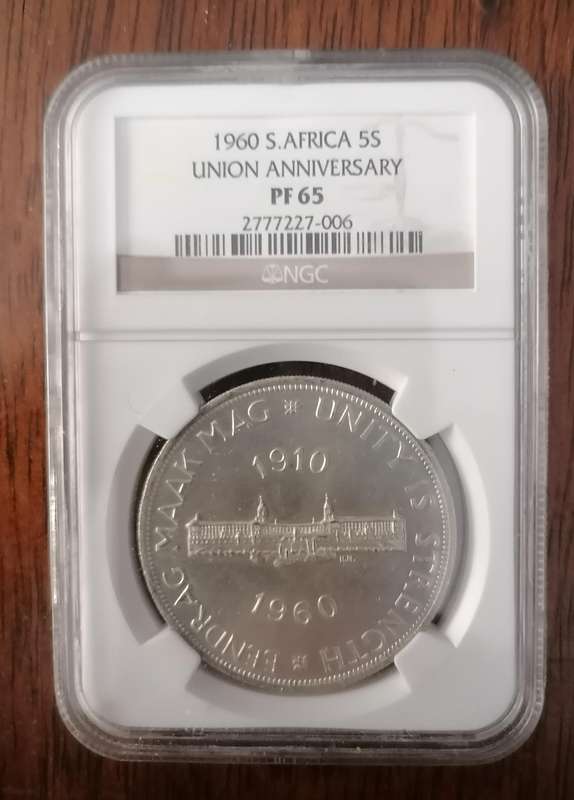 1960 S.AFRICA 5S
UNION ANNIVERSARY
PF 65
2777227-006
NGC
EENDRAG MAAK MAG * UNITY IS STRENGTH *
1910
1960